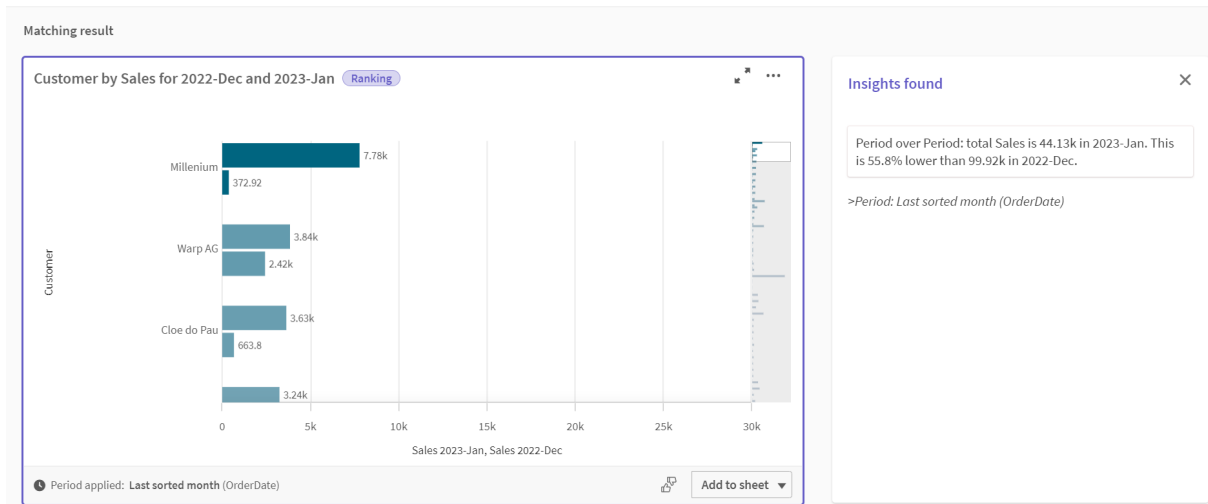 Matching result
Customer by Sales for 2022-Dec and 2023-Jan Ranking
Millenium
7.78k
372.92
Warp AG
3.84k
2.42k
Cloe do Pau
3.63k
663.8
3.24k
Customer
0 5k 10k 15k 20k 25k 30k
Sales 2023-Jan, Sales 2022-Dec
Period applied: Last sorted month (OrderDate)
Add to sheet
Insights found
Period over Period: total Sales is 44.13k in 2023-Jan. This
is 55.8% lower than 99.92k in 2022-Dec.
>Period: Last sorted month (OrderDate)